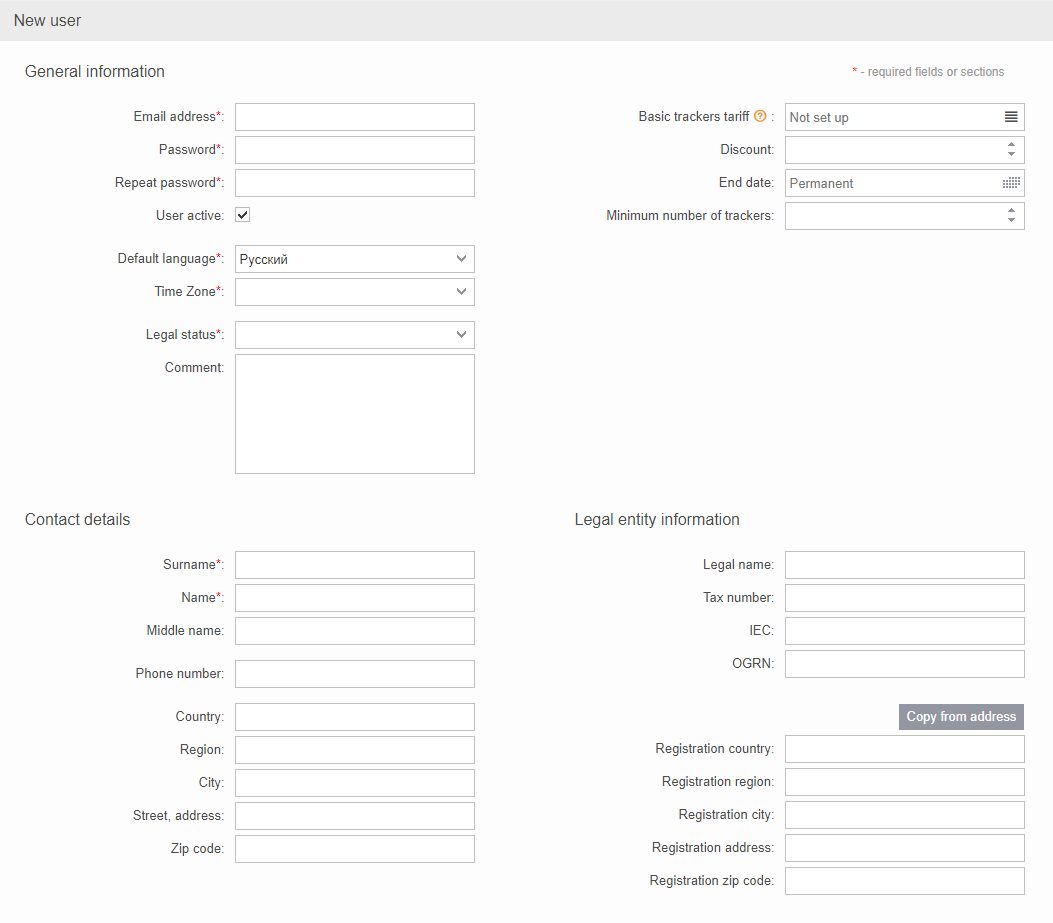 New user
General information
* - required fields or sections
Email address*:
Password*:
Repeat password*:
User active:
Default language*: Русский
Time Zone*:
Legal status*:
Comment:
Basic trackers tariff ? : Not set up
Discount:
End date: Permanent
Minimum number of trackers:
Contact details
Surname*:
Name*:
Middle name:
Phone number:
Country:
Region:
City:
Street, address:
Zip code:
Legal entity information
Legal name:
Tax number:
IEC:
OGRN:
Copy from address
Registration country:
Registration region:
Registration city:
Registration address:
Registration zip code: